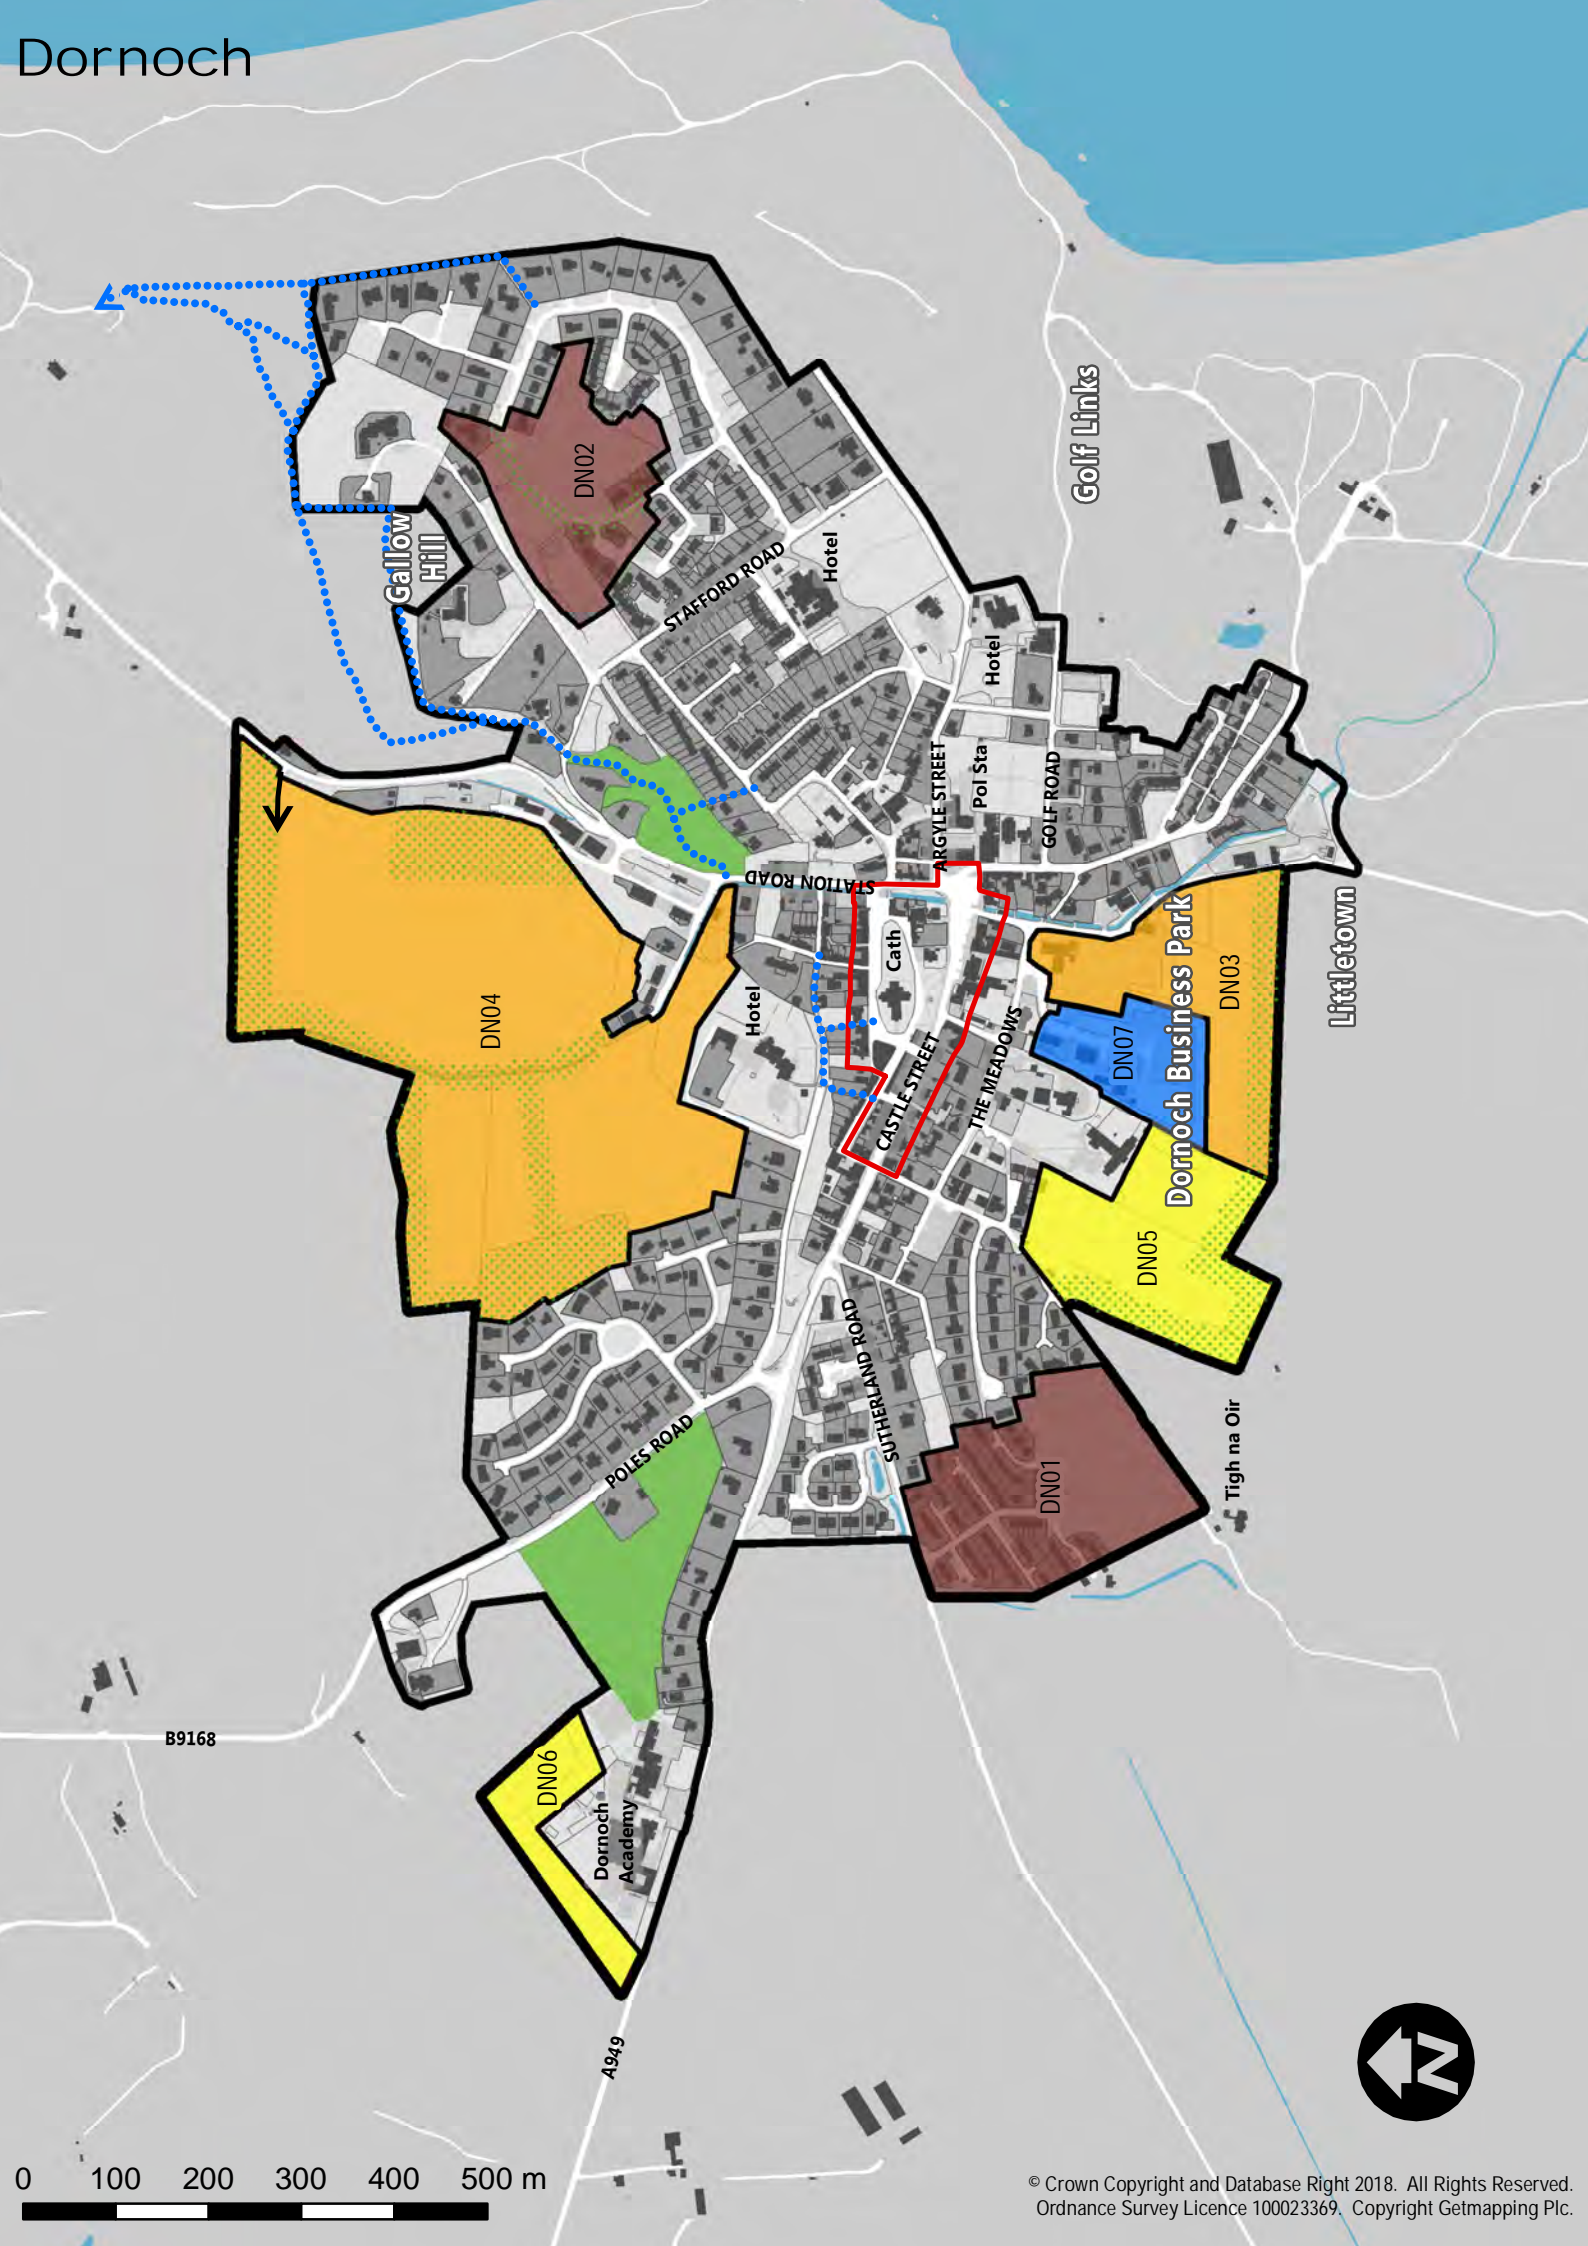 Dornoch
Gallow
Hill
DN02
STAFFORD ROAD
Hotel
Golf Links
Hotel
ARGYLE STREET
Pol Sta
GOLF ROAD
STATION ROAD
Cath
Hotel
DN04
CASTLE STREET
THE MEADOWS
DN07
Dornoch Business Park
DN03
Littletown
DN05
SUTHERLAND ROAD
POLES ROAD
DN01
Tigh na Oir
B9168
DN06
Dornoch
Academy
A949
N
0 100 200 300 400 500 m
© Crown Copyright and Database Right 2018. All Rights Reserved.
Ordnance Survey Licence 100023369. Copyright Getmapping Plc.